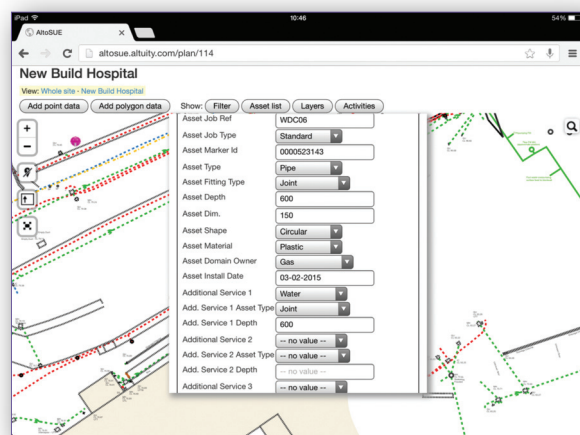 iPad 10:46 54%
AltoSUE ×
altosue.altuity.com/plan/114
New Build Hospital
View: Whole site - New Build Hospital
Add point data Add polygon data Show: Filter Asset list Layers Activities
+
−
Asset Job Ref WDC06
Asset Job Type Standard
Asset Marker Id 0000523143
Asset Type Pipe
Asset Fitting Type Joint
Asset Depth 600
Asset Dim. 150
Asset Shape Circular
Asset Material Plastic
Asset Domain Owner Gas
Asset Install Date 03-02-2015
Additional Service 1 Water
Add. Service 1 Asset Type Joint
Add. Service 1 Depth 600
Additional Service 2 -- no value --
Add. Service 2 Asset Type -- no value --
Add. Service 2 Depth -- no value --
Additional Service 3 -- no value --